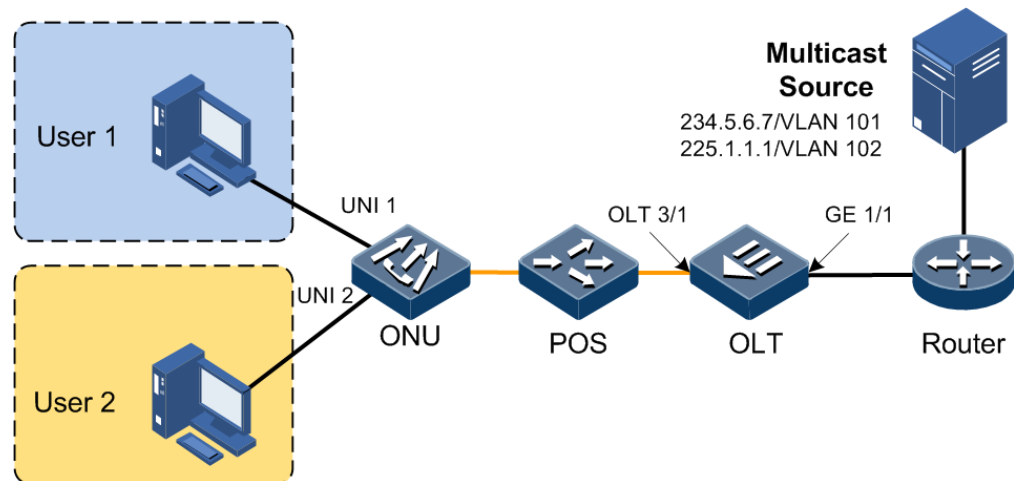 User 1
UNI 1
UNI 2
User 2
ONU
POS
OLT 3/1
OLT
GE 1/1
Multicast
Source
234.5.6.7/VLAN 101
225.1.1.1/VLAN 102
Router